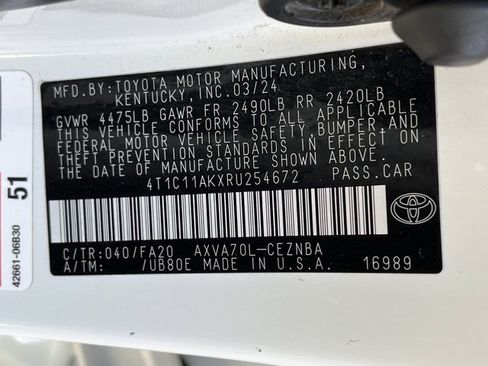 MFD.BY:TOYOTA MOTOR MANUFACTURING,
KENTUCKY, INC. 03/24
GVWR 4475LB GAWR FR 2490LB RR 2420LB
THIS VEHICLE CONFORMS TO ALL APPLICABLE
FEDERAL MOTOR VEHICLE SAFETY, BUMPER, AND
THEFT PREVENTION STANDARDS IN EFFECT ON
THE DATE OF MANUFACTURE SHOWN ABOVE.
4T1C11AKXRU254672 PASS.CAR
C/TR:040/FA20 AXVA70L-CEZNBA
A/TM: /UB80E MADE IN U.S.A. 16989
51
42661-06B30